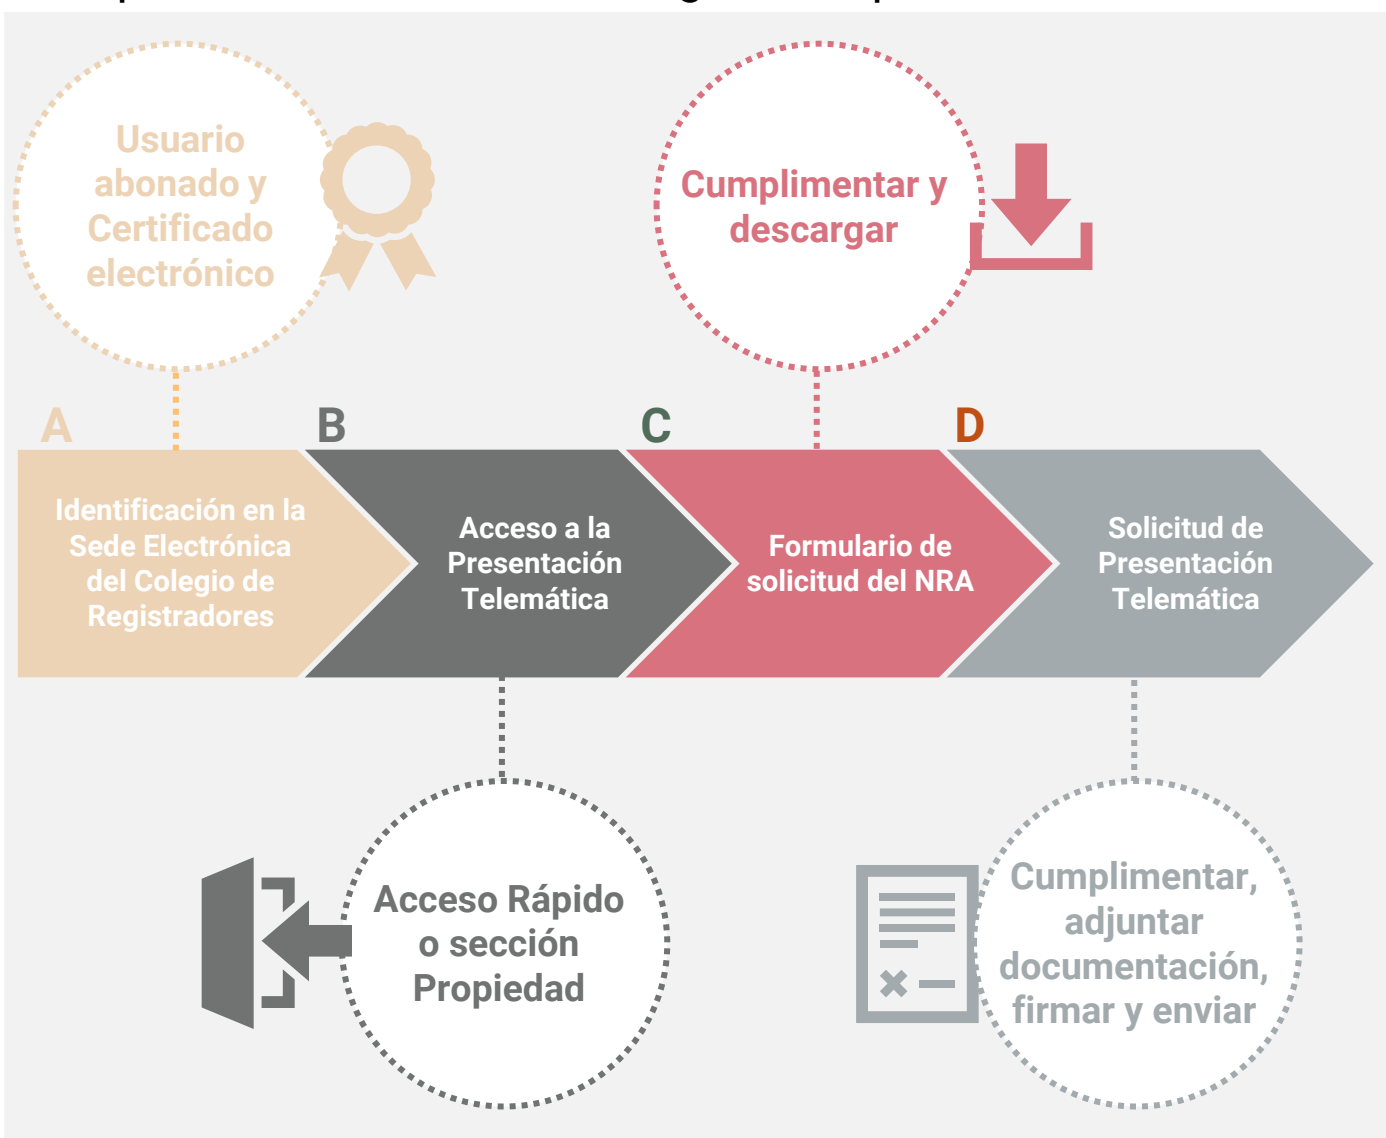 Usuario
abonado y
Certificado
electrónico
Cumplimentar y
descargar
A
B
C
D
Identificación en la
Sede Electrónica
del Colegio de
Registradores
Acceso a la
Presentación
Telemática
Formulario de
solicitud del NRA
Solicitud de
Presentación
Telemática
Acceso Rápido
o sección
Propiedad
Cumplimentar,
adjuntar
documentación,
firmar y enviar